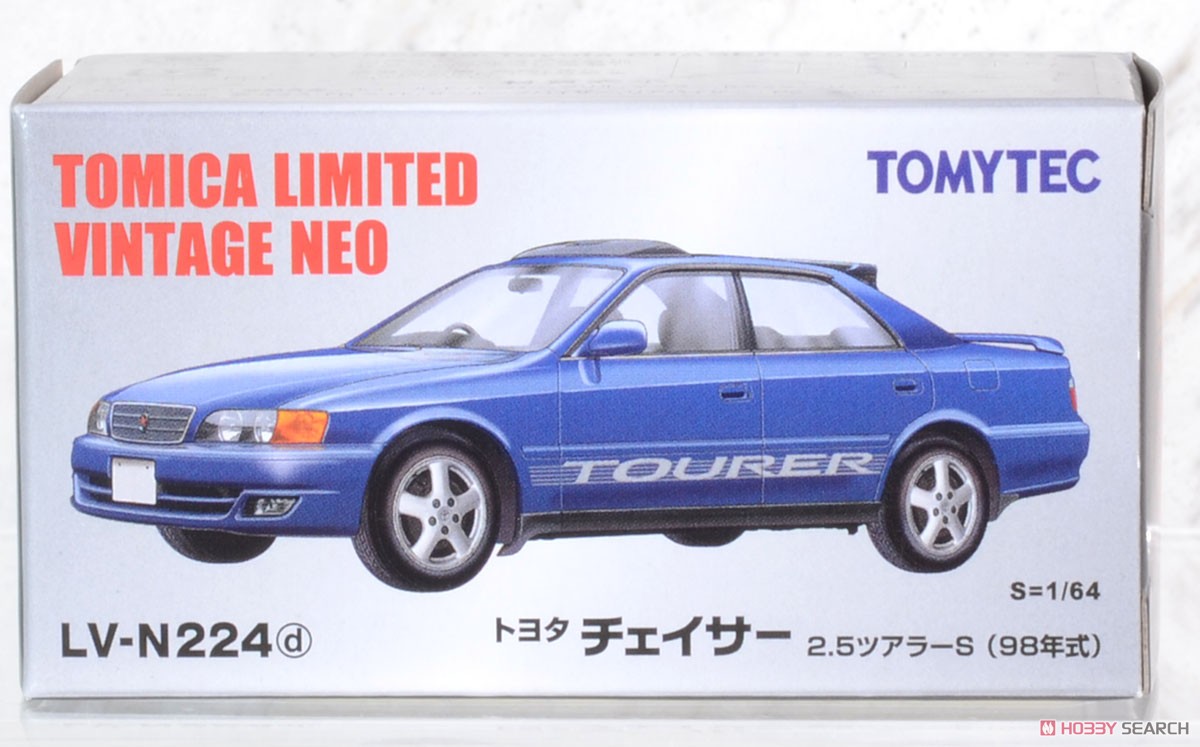 TOMICA LIMITED
VINTAGE NEO
TOMYTEC
TOURER
S=1/64
LV-N224ⓓ
トヨタ チェイサー 2.5ツアラーS（98年式）
HOBBY SEARCH